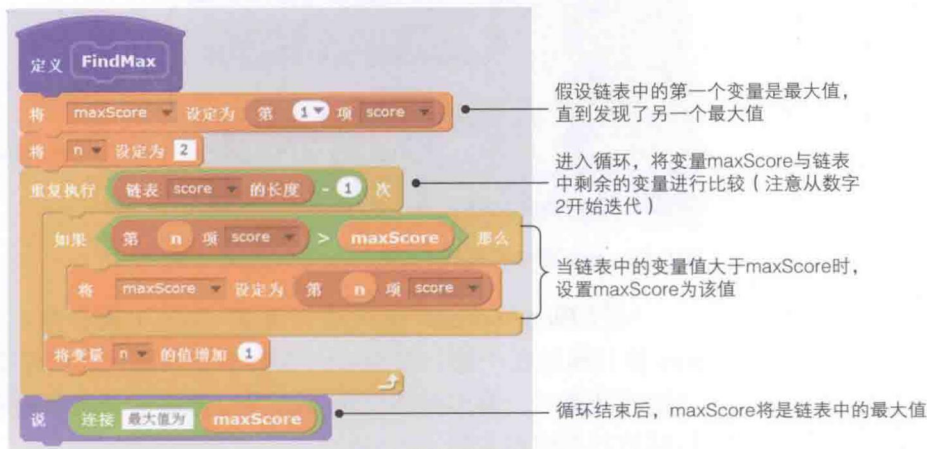 定义 FindMax
将 maxScore 设定为 第 1 项 score
将 n 设定为 2
重复执行 链表 score 的长度 - 1 次
如果 第 n 项 score > maxScore 那么
将 maxScore 设定为 第 n 项 score
将变量 n 的值增加 1
说 连接 最大值为 maxScore
假设链表中的第一个变量是最大值，
直到发现了另一个最大值
进入循环，将变量maxScore与链表
中剩余的变量进行比较（注意从数字
2开始迭代）
当链表中的变量值大于maxScore时，
设置maxScore为该值
循环结束后，maxScore将是链表中的最大值